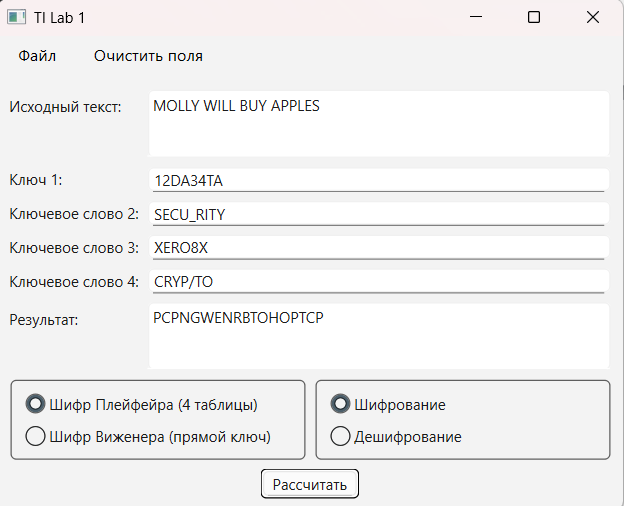 TI Lab 1
Файл Очистить поля
Исходный текст: MOLLY WILL BUY APPLES
Ключ 1: 12DA34TA
Ключевое слово 2: SECU_RITY
Ключевое слово 3: XERO8X
Ключевое слово 4: CRYP/TO
Результат: PCPNGWENRBTOHOPTCP
Шифр Плейфейра (4 таблицы) Шифрование
Шифр Виженера (прямой ключ) Дешифрование
Рассчитать